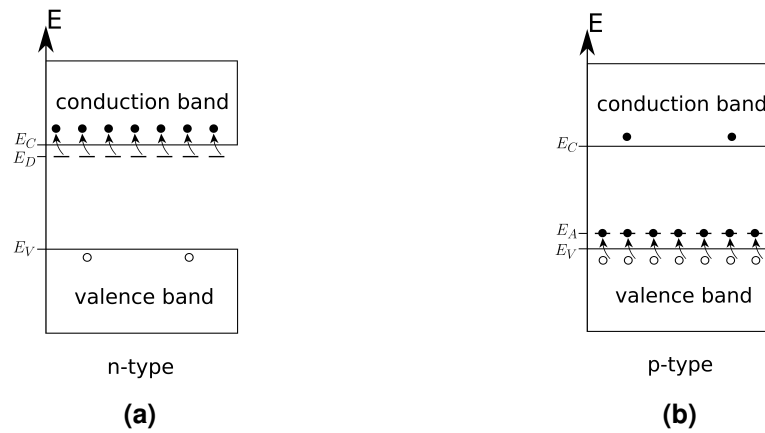 E
conduction band
E_C
E_D
E_V
valence band
n-type
(a)
E
conduction band
E_C
E_A
E_V
valence band
p-type
(b)